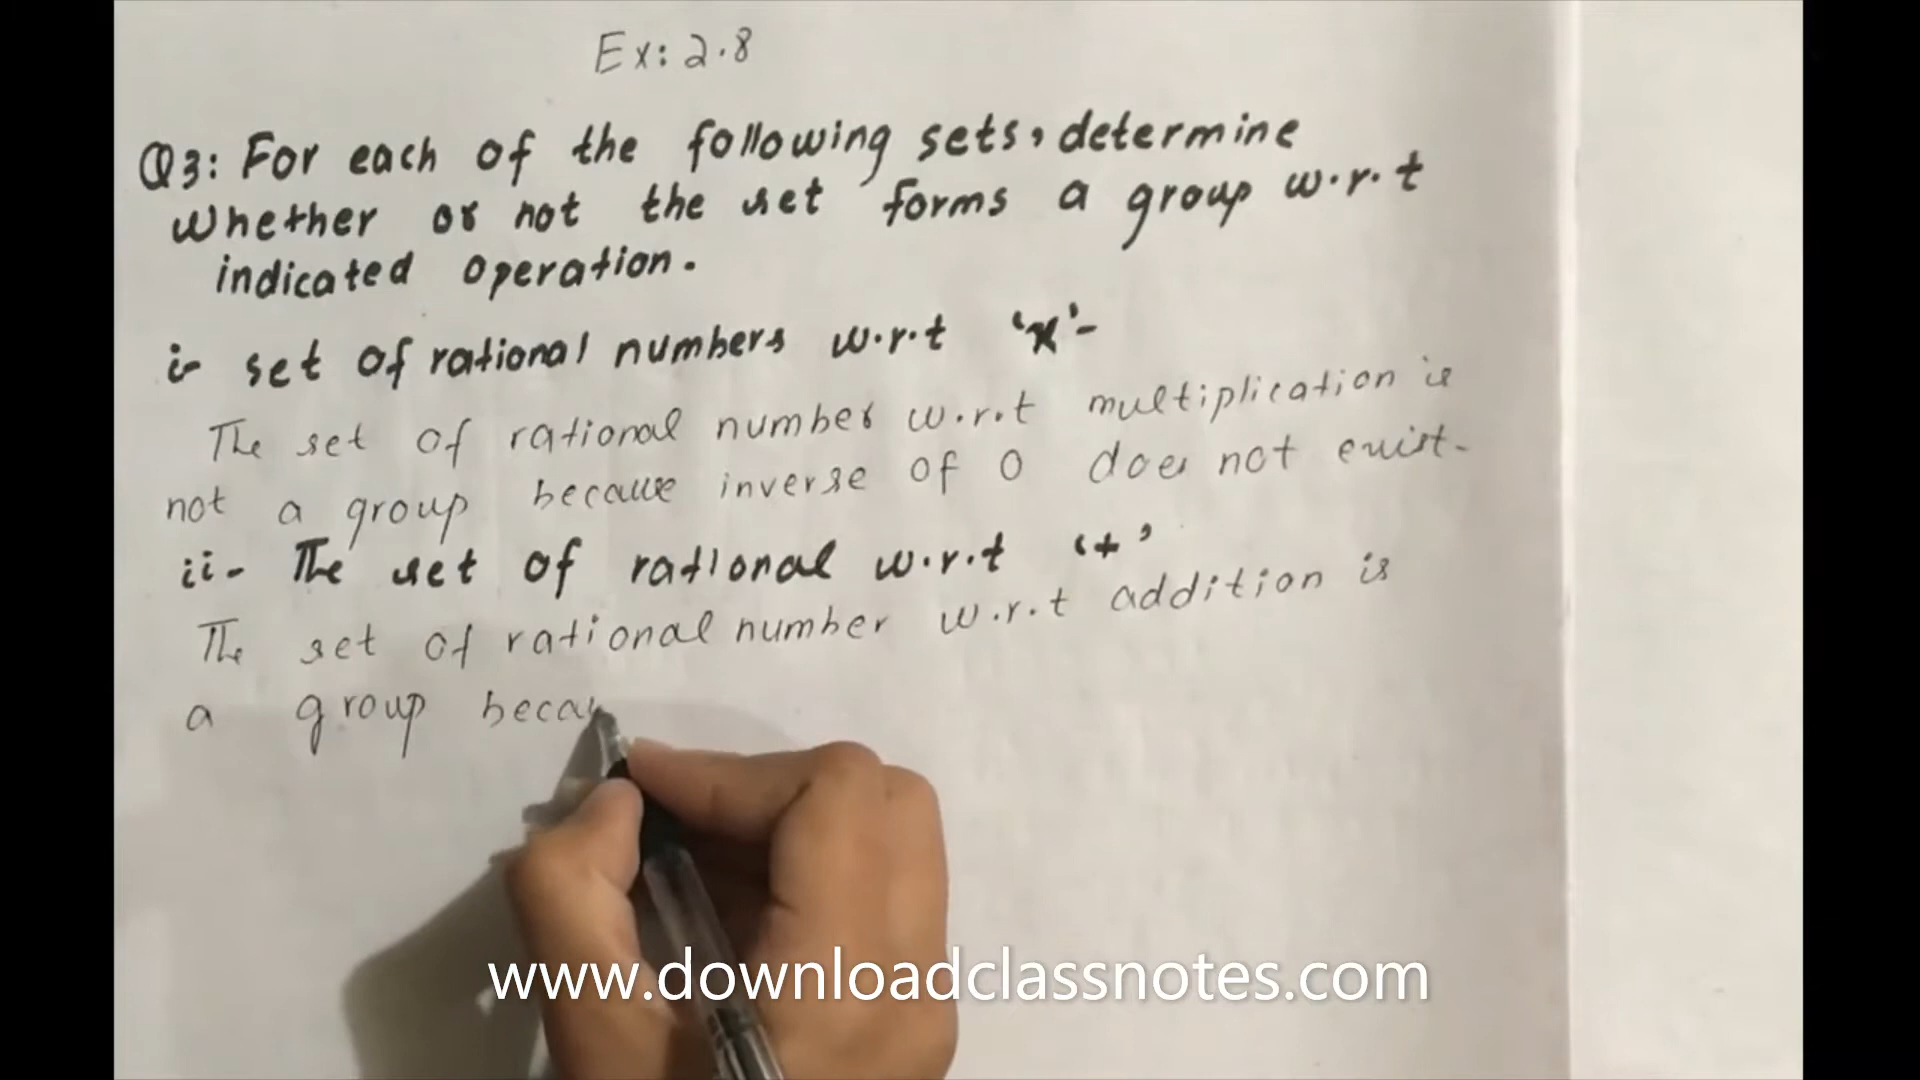 Ex: 2.8
Q3: For each of the following sets, determine
whether or not the set forms a group w.r.t
indicated operation.
i- set of rational numbers w.r.t 'x'-
The set of rational number w.r.t multiplication is
not a group because inverse of 0 does not exist-
ii- The set of rational w.r.t '+'
The set of rational number w.r.t addition is
a group becau
www.downloadclassnotes.com